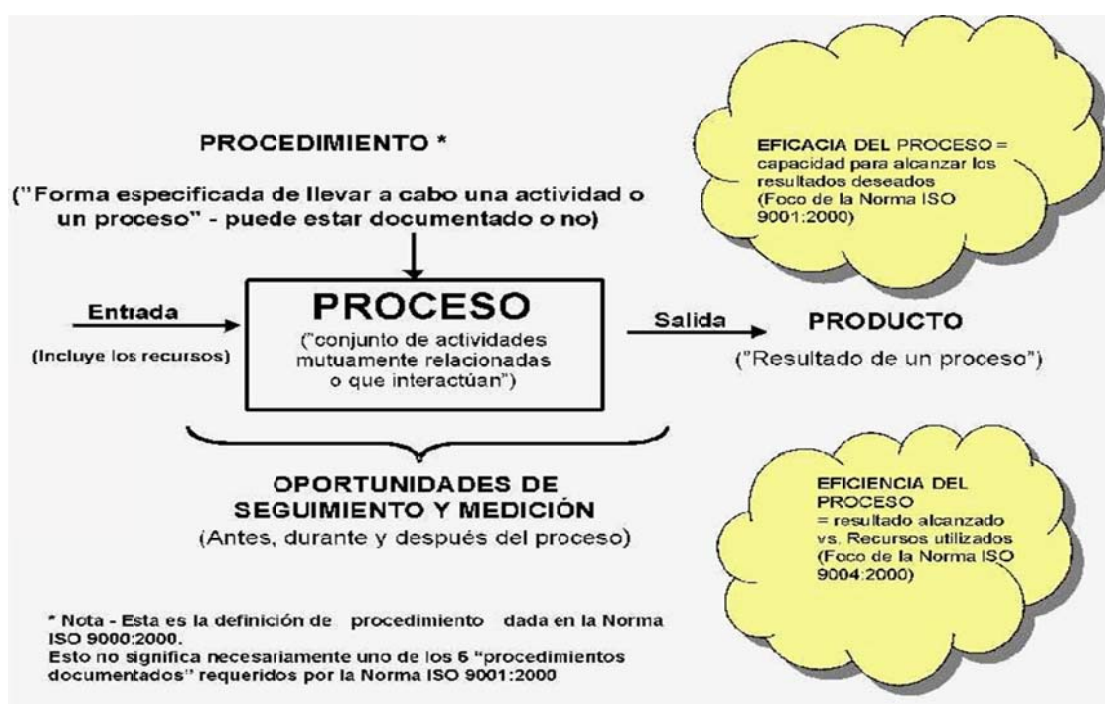 PROCEDIMIENTO *
("Forma especificada de llevar a cabo una actividad o
un proceso" - puede estar documentado o no)
EFICACIA DEL PROCESO =
capacidad para alcanzar los
resultados deseados
(Foco de la Norma ISO
9001:2000)
Entrada
(Incluye los recursos)
PROCESO
("conjunto de actividades
mutuamente relacionadas
o que interactúan")
Salida
PRODUCTO
("Resultado de un proceso")
OPORTUNIDADES DE
SEGUIMIENTO Y MEDICIÓN
(Antes, durante y después del proceso)
EFICIENCIA DEL
PROCESO
= resultado alcanzado
vs. Recursos utilizados
(Foco de la Norma ISO
9004:2000)
* Nota - Esta es la definición de procedimiento dada en la Norma
ISO 9000:2000.
Esto no significa necesariamente uno de los 6 "procedimientos
documentados" requeridos por la Norma ISO 9001:2000